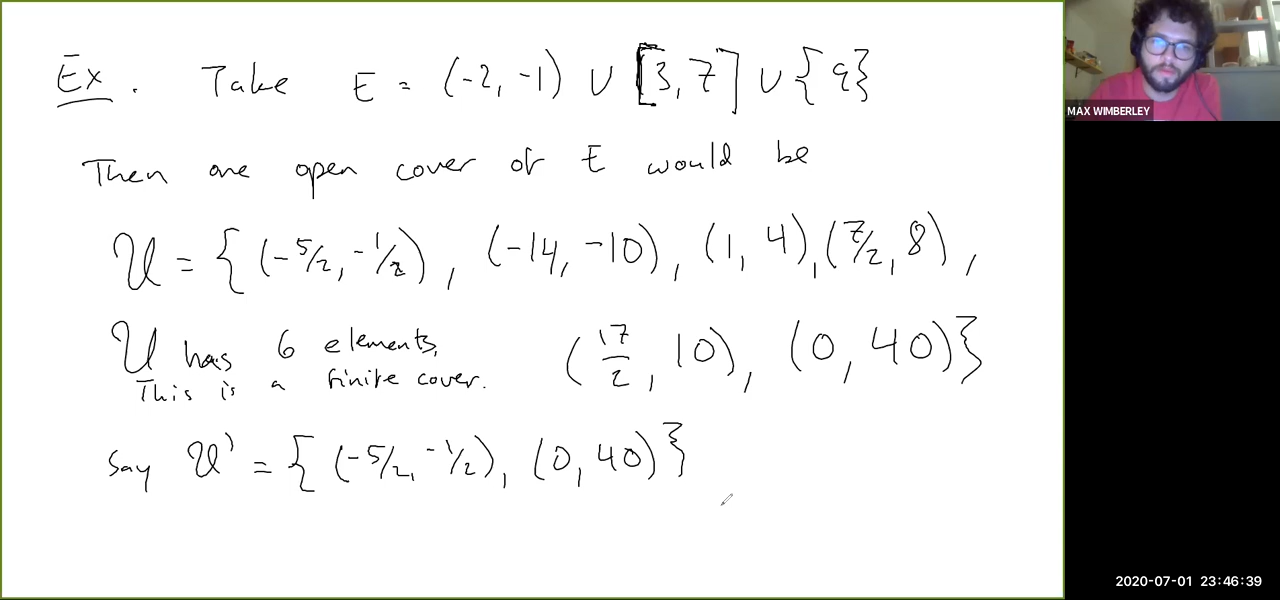 Ex. Take E = (-2, -1) ∪ [3, 7] ∪ {9}
Then one open cover of E would be
𝒰 = { (-5/2, -1/2), (-14, -10), (1, 4), (7/2, 8),
(17/2, 10), (0, 40) }
𝒰 has 6 elements,
This is a finite cover.
Say 𝒰' = { (-5/2, -1/2), (0, 40) }
MAX WIMBERLEY
2020-07-01 23:46:39